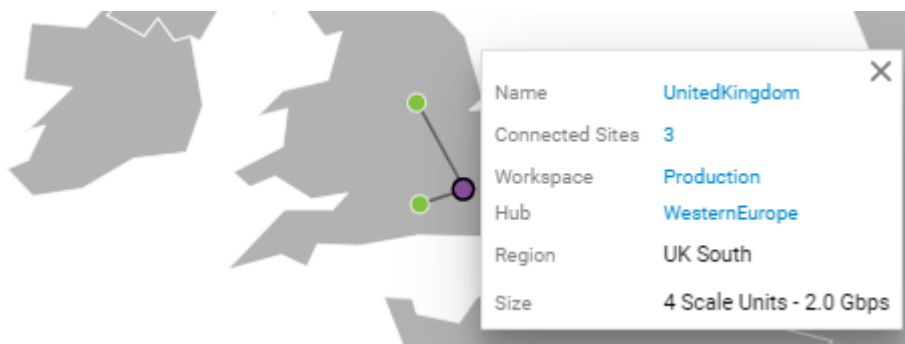 Name UnitedKingdom
Connected Sites 3
Workspace Production
Hub WesternEurope
Region UK South
Size 4 Scale Units - 2.0 Gbps